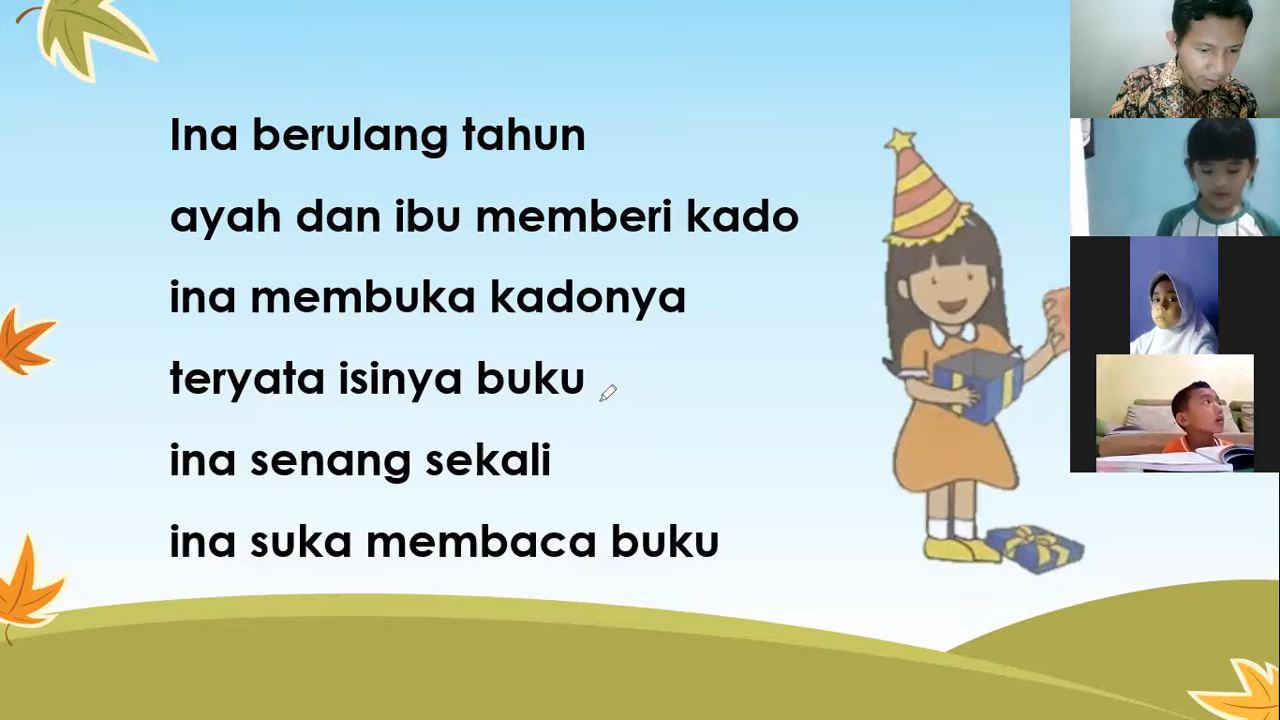 Ina berulang tahun
ayah dan ibu memberi kado
ina membuka kadonya
teryata isinya buku
ina senang sekali
ina suka membaca buku